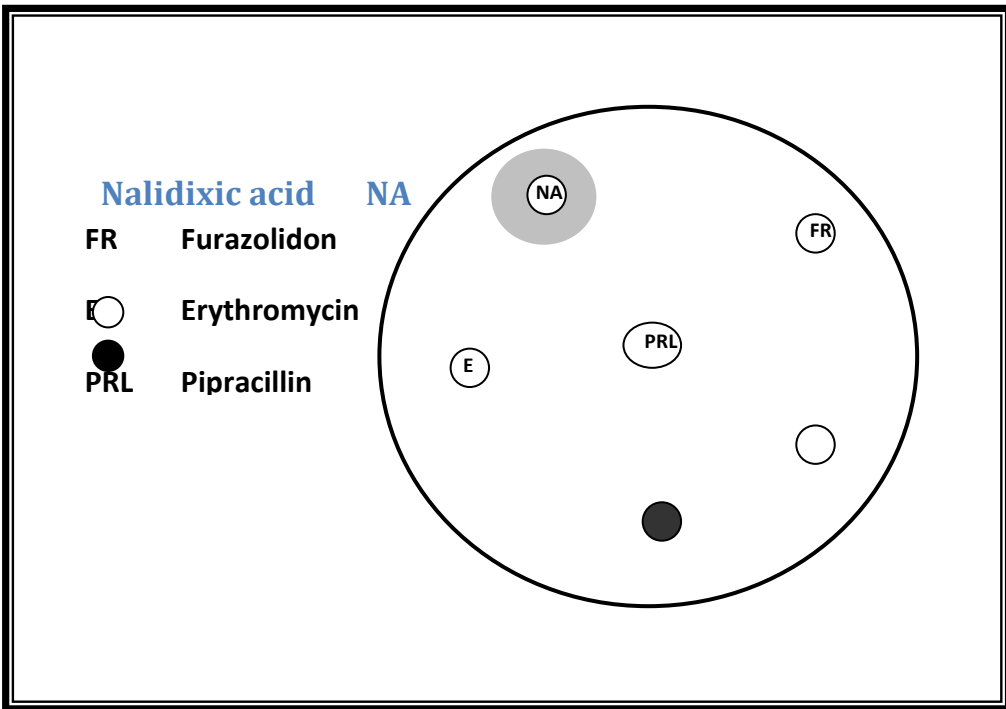 Nalidixic acid NA
FR Furazolidon
E Erythromycin
PRL Pipracillin
NA
FR
PRL
E